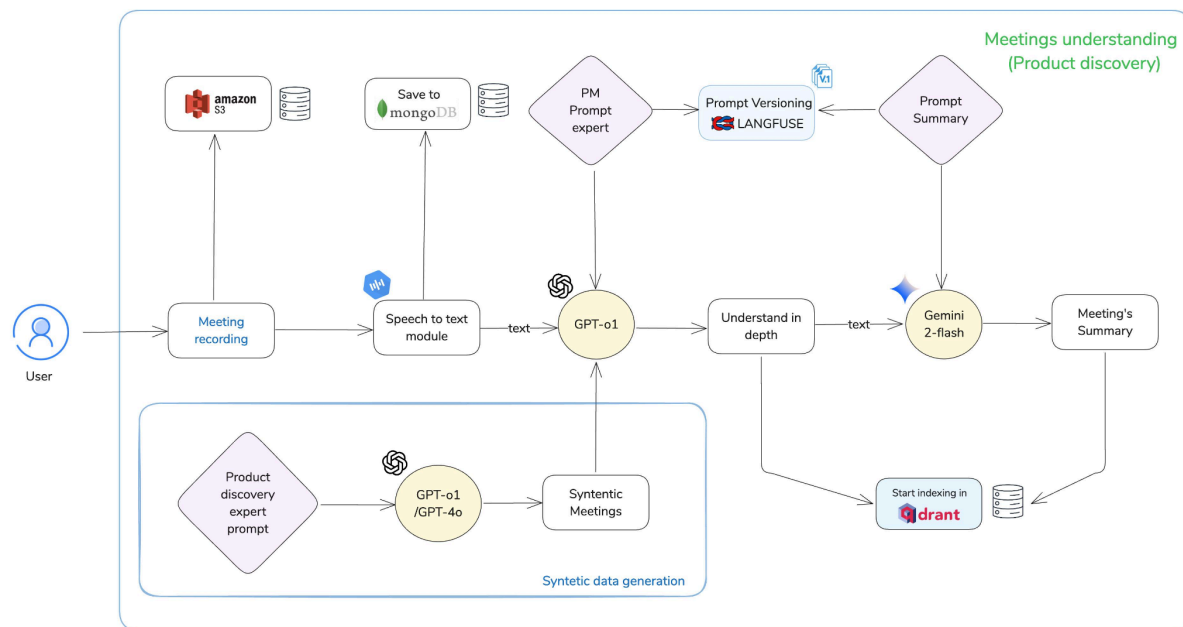 Meetings understanding
(Product discovery)
amazon
S3
Save to
mongoDB
PM
Prompt
expert
Prompt Versioning
LANGFUSE
V.1
Prompt
Summary
User
Meeting
recording
Speech to text
module
text
GPT-o1
Understand in
depth
text
Gemini
2-flash
Meeting's
Summary
Product
discovery
expert
prompt
GPT-o1
/GPT-4o
Syntentic
Meetings
Start indexing in
qdrant
Syntetic data generation